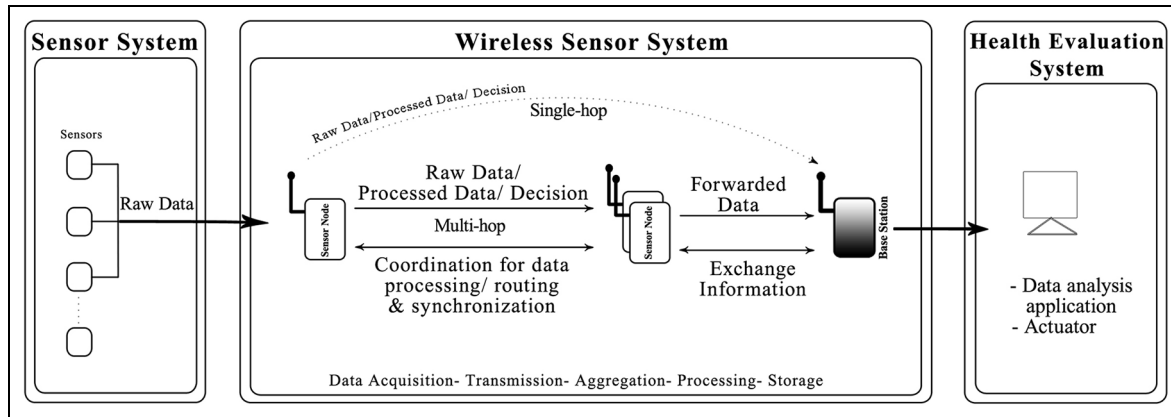 Sensor System
Sensors
Raw Data
Wireless Sensor System
Raw Data/Processed Data/ Decision
Single-hop
Sensor Node
Raw Data/
Processed Data/ Decision
Multi-hop
Coordination for data
processing/ routing
& synchronization
Sensor Node
Forwarded
Data
Exchange
Information
Base Station
Data Acquisition- Transmission- Aggregation- Processing- Storage
Health Evaluation
System
- Data analysis
application
- Actuator